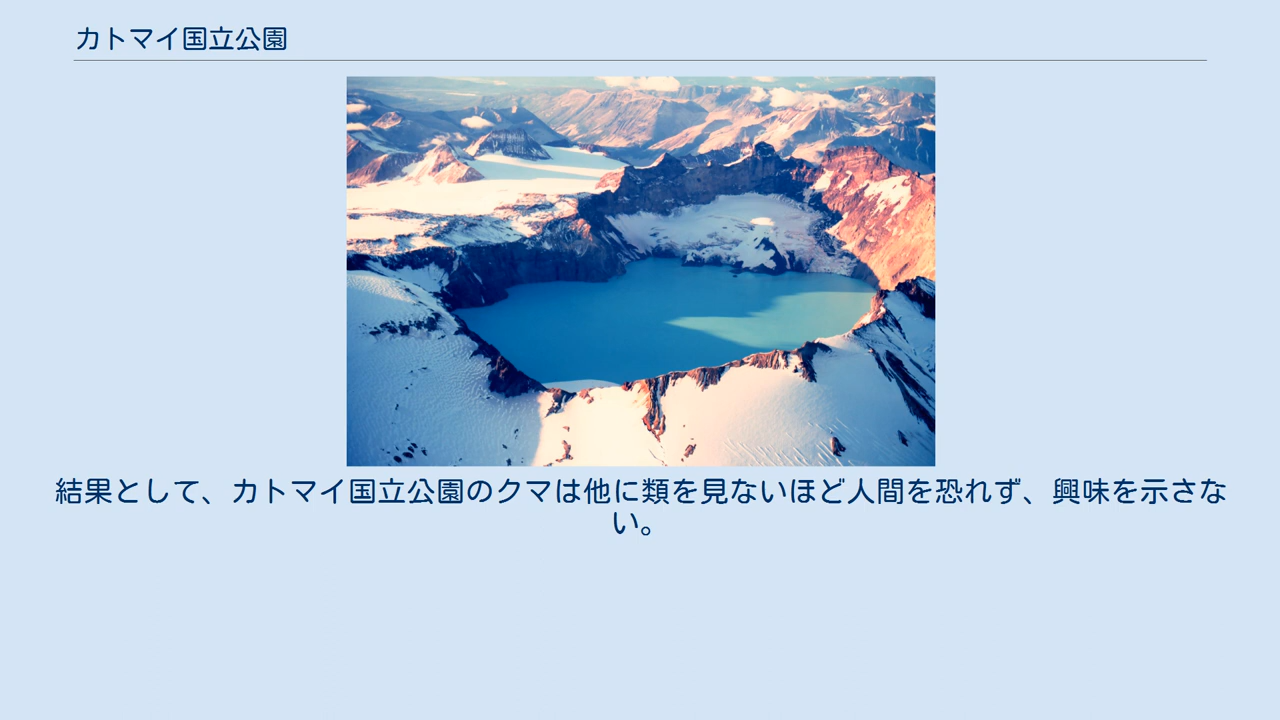 カトマイ国立公園
結果として、カトマイ国立公園のクマは他に類を見ないほど人間を恐れず、興味を示さな
い。